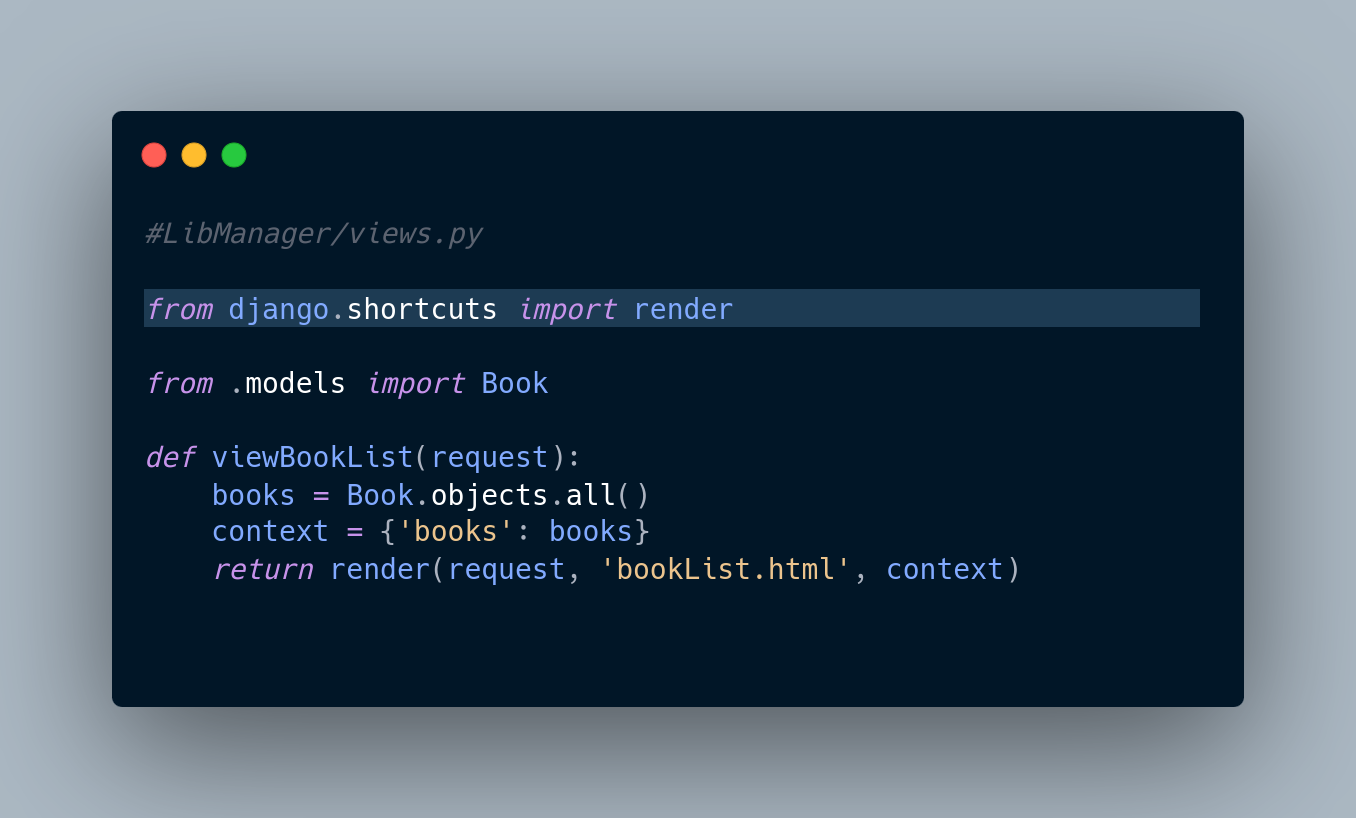 #LibManager/views.py
from django.shortcuts import render
from .models import Book
def viewBookList(request):
    books = Book.objects.all()
    context = {'books': books}
    return render(request, 'bookList.html', context)